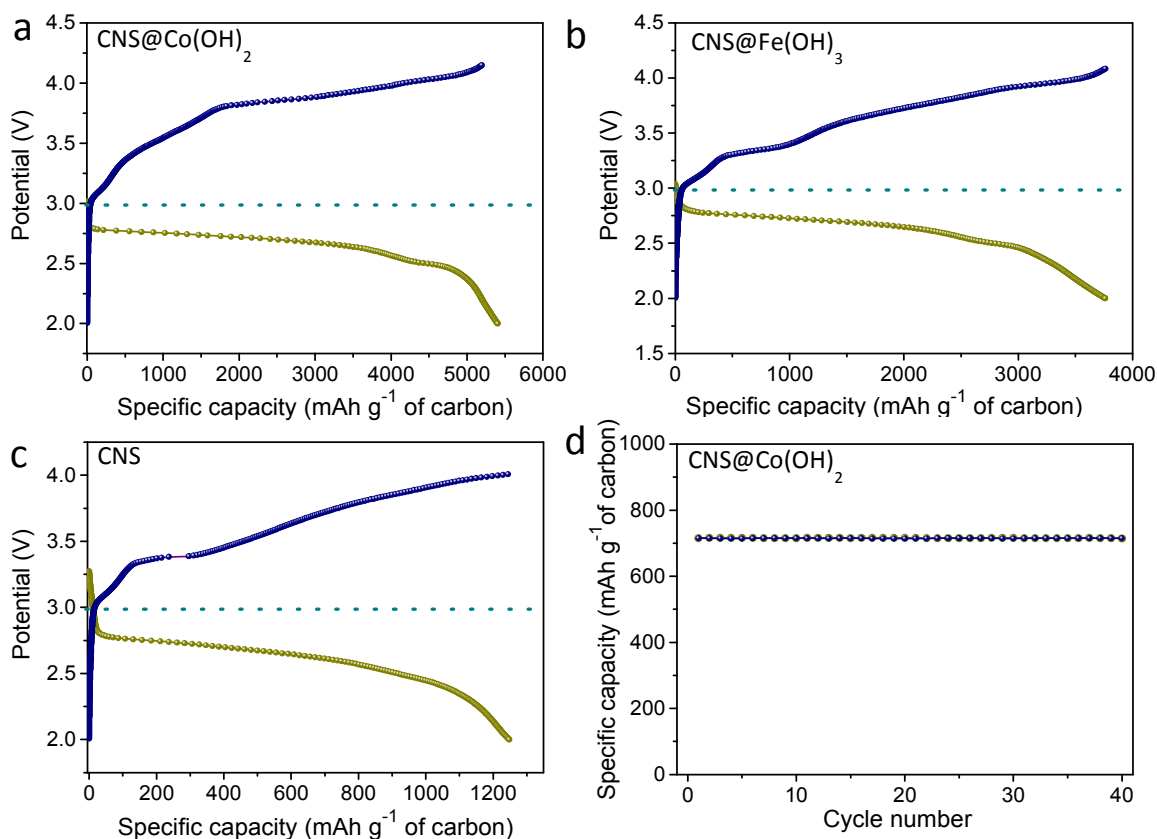 a
CNS@Co(OH)2
4.5
4.0
3.5
3.0
2.5
2.0
Potential (V)
0 1000 2000 3000 4000 5000 6000
Specific capacity (mAh g-1 of carbon)
b
CNS@Fe(OH)3
4.5
4.0
3.5
3.0
2.5
2.0
1.5
Potential (V)
0 1000 2000 3000 4000
Specific capacity (mAh g-1 of carbon)
c
CNS
4.0
3.5
3.0
2.5
2.0
Potential (V)
0 200 400 600 800 1000 1200
Specific capacity (mAh g-1 of carbon)
d
CNS@Co(OH)2
1000
800
600
400
200
0
Specific capacity (mAh g-1 of carbon)
0 10 20 30 40
Cycle number